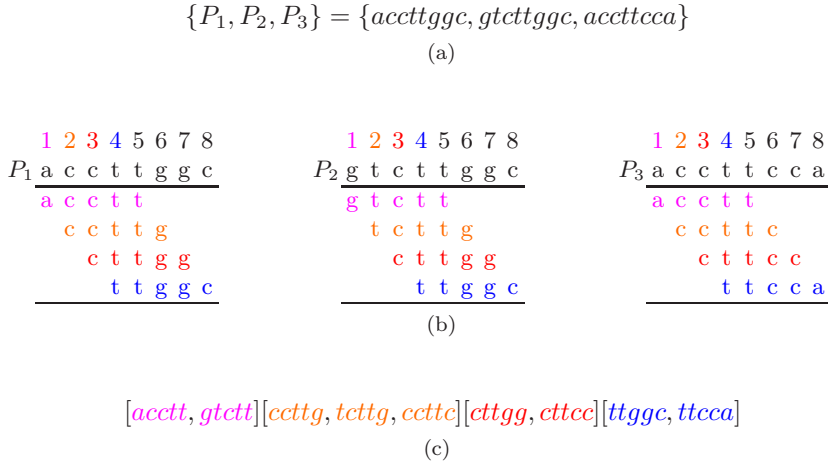 {P₁, P₂, P₃} = {accttggc, gtcttggc, accttcca}
(a)
1 2 3 4 5 6 7 8
P₁ a c c t t g g c
a c c t t
c c t t g
c t t g g
t t g g c
1 2 3 4 5 6 7 8
P₂ g t c t t g g c
g t c t t
t c t t g
c t t g g
t t g g c
1 2 3 4 5 6 7 8
P₃ a c c t t c c a
a c c t t
c c t t c
c t t c c
t t c c a
(b)
[acctt, gtctt][ccttg, tcttg, ccttc][cttgg, cttcc][ttggc, ttcca]
(c)